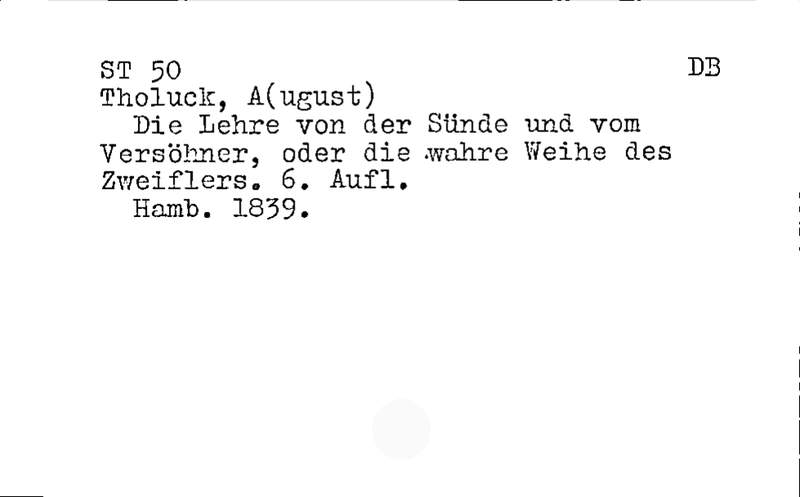 ST 50 DB
Tholuck, A(ugust)
Die Lehre von der Sünde und vom
Versöhner, oder die wahre Weihe des
Zweiflers. 6. Aufl.
Hamb. 1839.